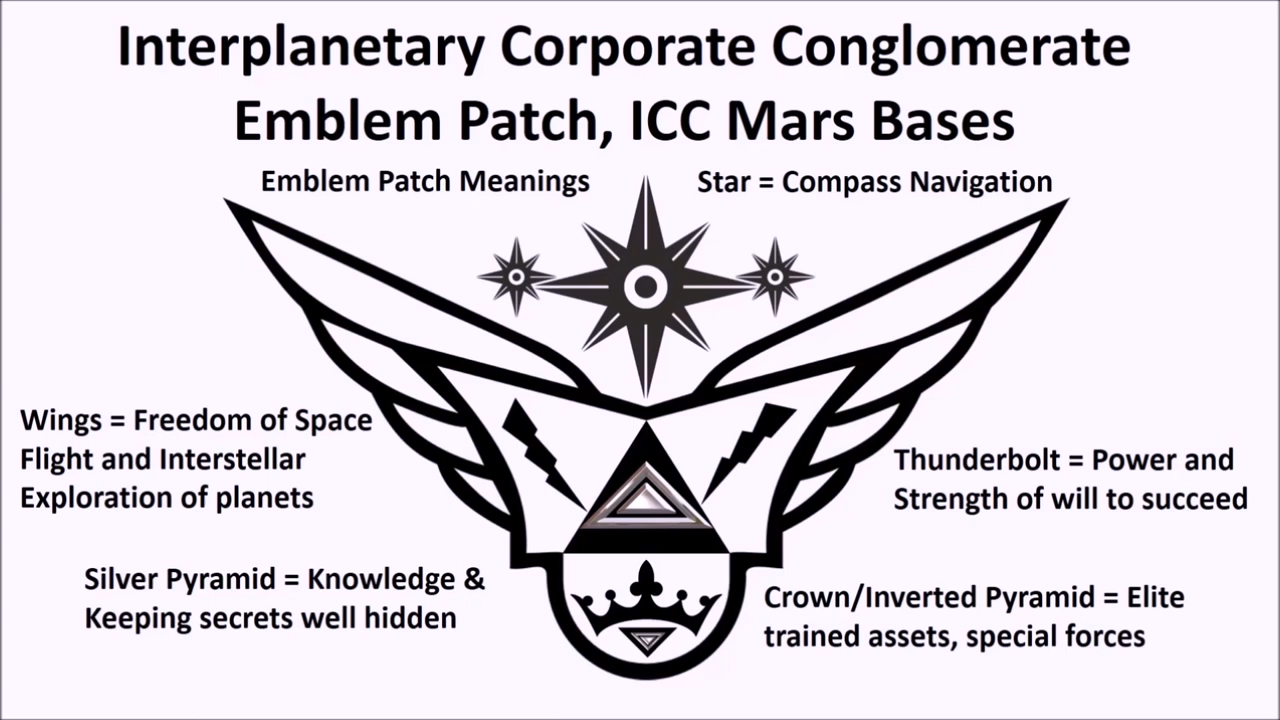 Interplanetary Corporate Conglomerate
Emblem Patch, ICC Mars Bases
Emblem Patch Meanings
Star = Compass Navigation
Wings = Freedom of Space
Flight and Interstellar
Exploration of planets
Thunderbolt = Power and
Strength of will to succeed
Silver Pyramid = Knowledge &
Keeping secrets well hidden
Crown/Inverted Pyramid = Elite
trained assets, special forces